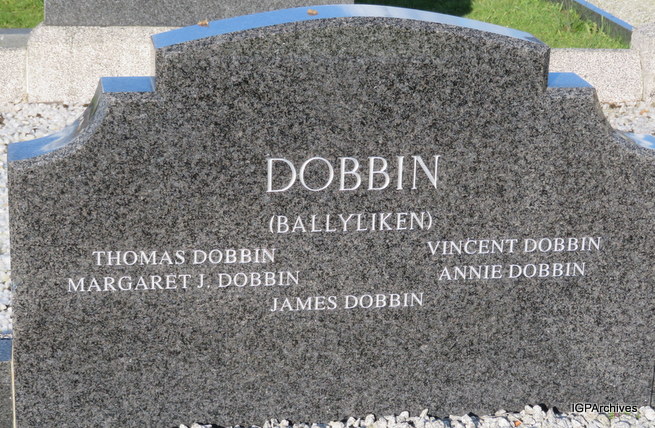 DOBBIN
(BALLYLIKEN)
THOMAS DOBBIN
MARGARET J. DOBBIN
VINCENT DOBBIN
ANNIE DOBBIN
JAMES DOBBIN
IGPArchives